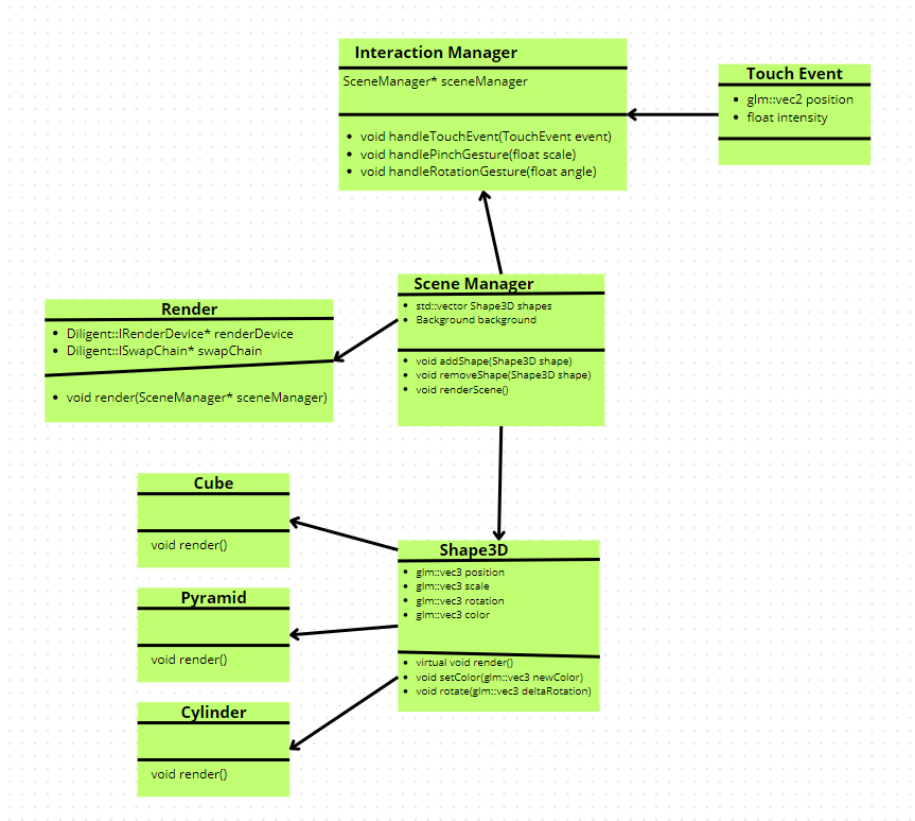 Interaction Manager
SceneManager* sceneManager
• void handleTouchEvent(TouchEvent event)
• void handlePinchGesture(float scale)
• void handleRotationGesture(float angle)
Touch Event
• glm::vec2 position
• float intensity
Scene Manager
• std::vector Shape3D shapes
• Background background
• void addShape(Shape3D shape)
• void removeShape(Shape3D shape)
• void renderScene()
Render
• Diligent::IRenderDevice* renderDevice
• Diligent::ISwapChain* swapChain
• void render(SceneManager* sceneManager)
Cube
void render()
Pyramid
void render()
Cylinder
void render()
Shape3D
• glm::vec3 position
• glm::vec3 scale
• glm::vec3 rotation
• glm::vec3 color
• virtual void render()
• void setColor(glm::vec3 newColor)
• void rotate(glm::vec3 deltaRotation)